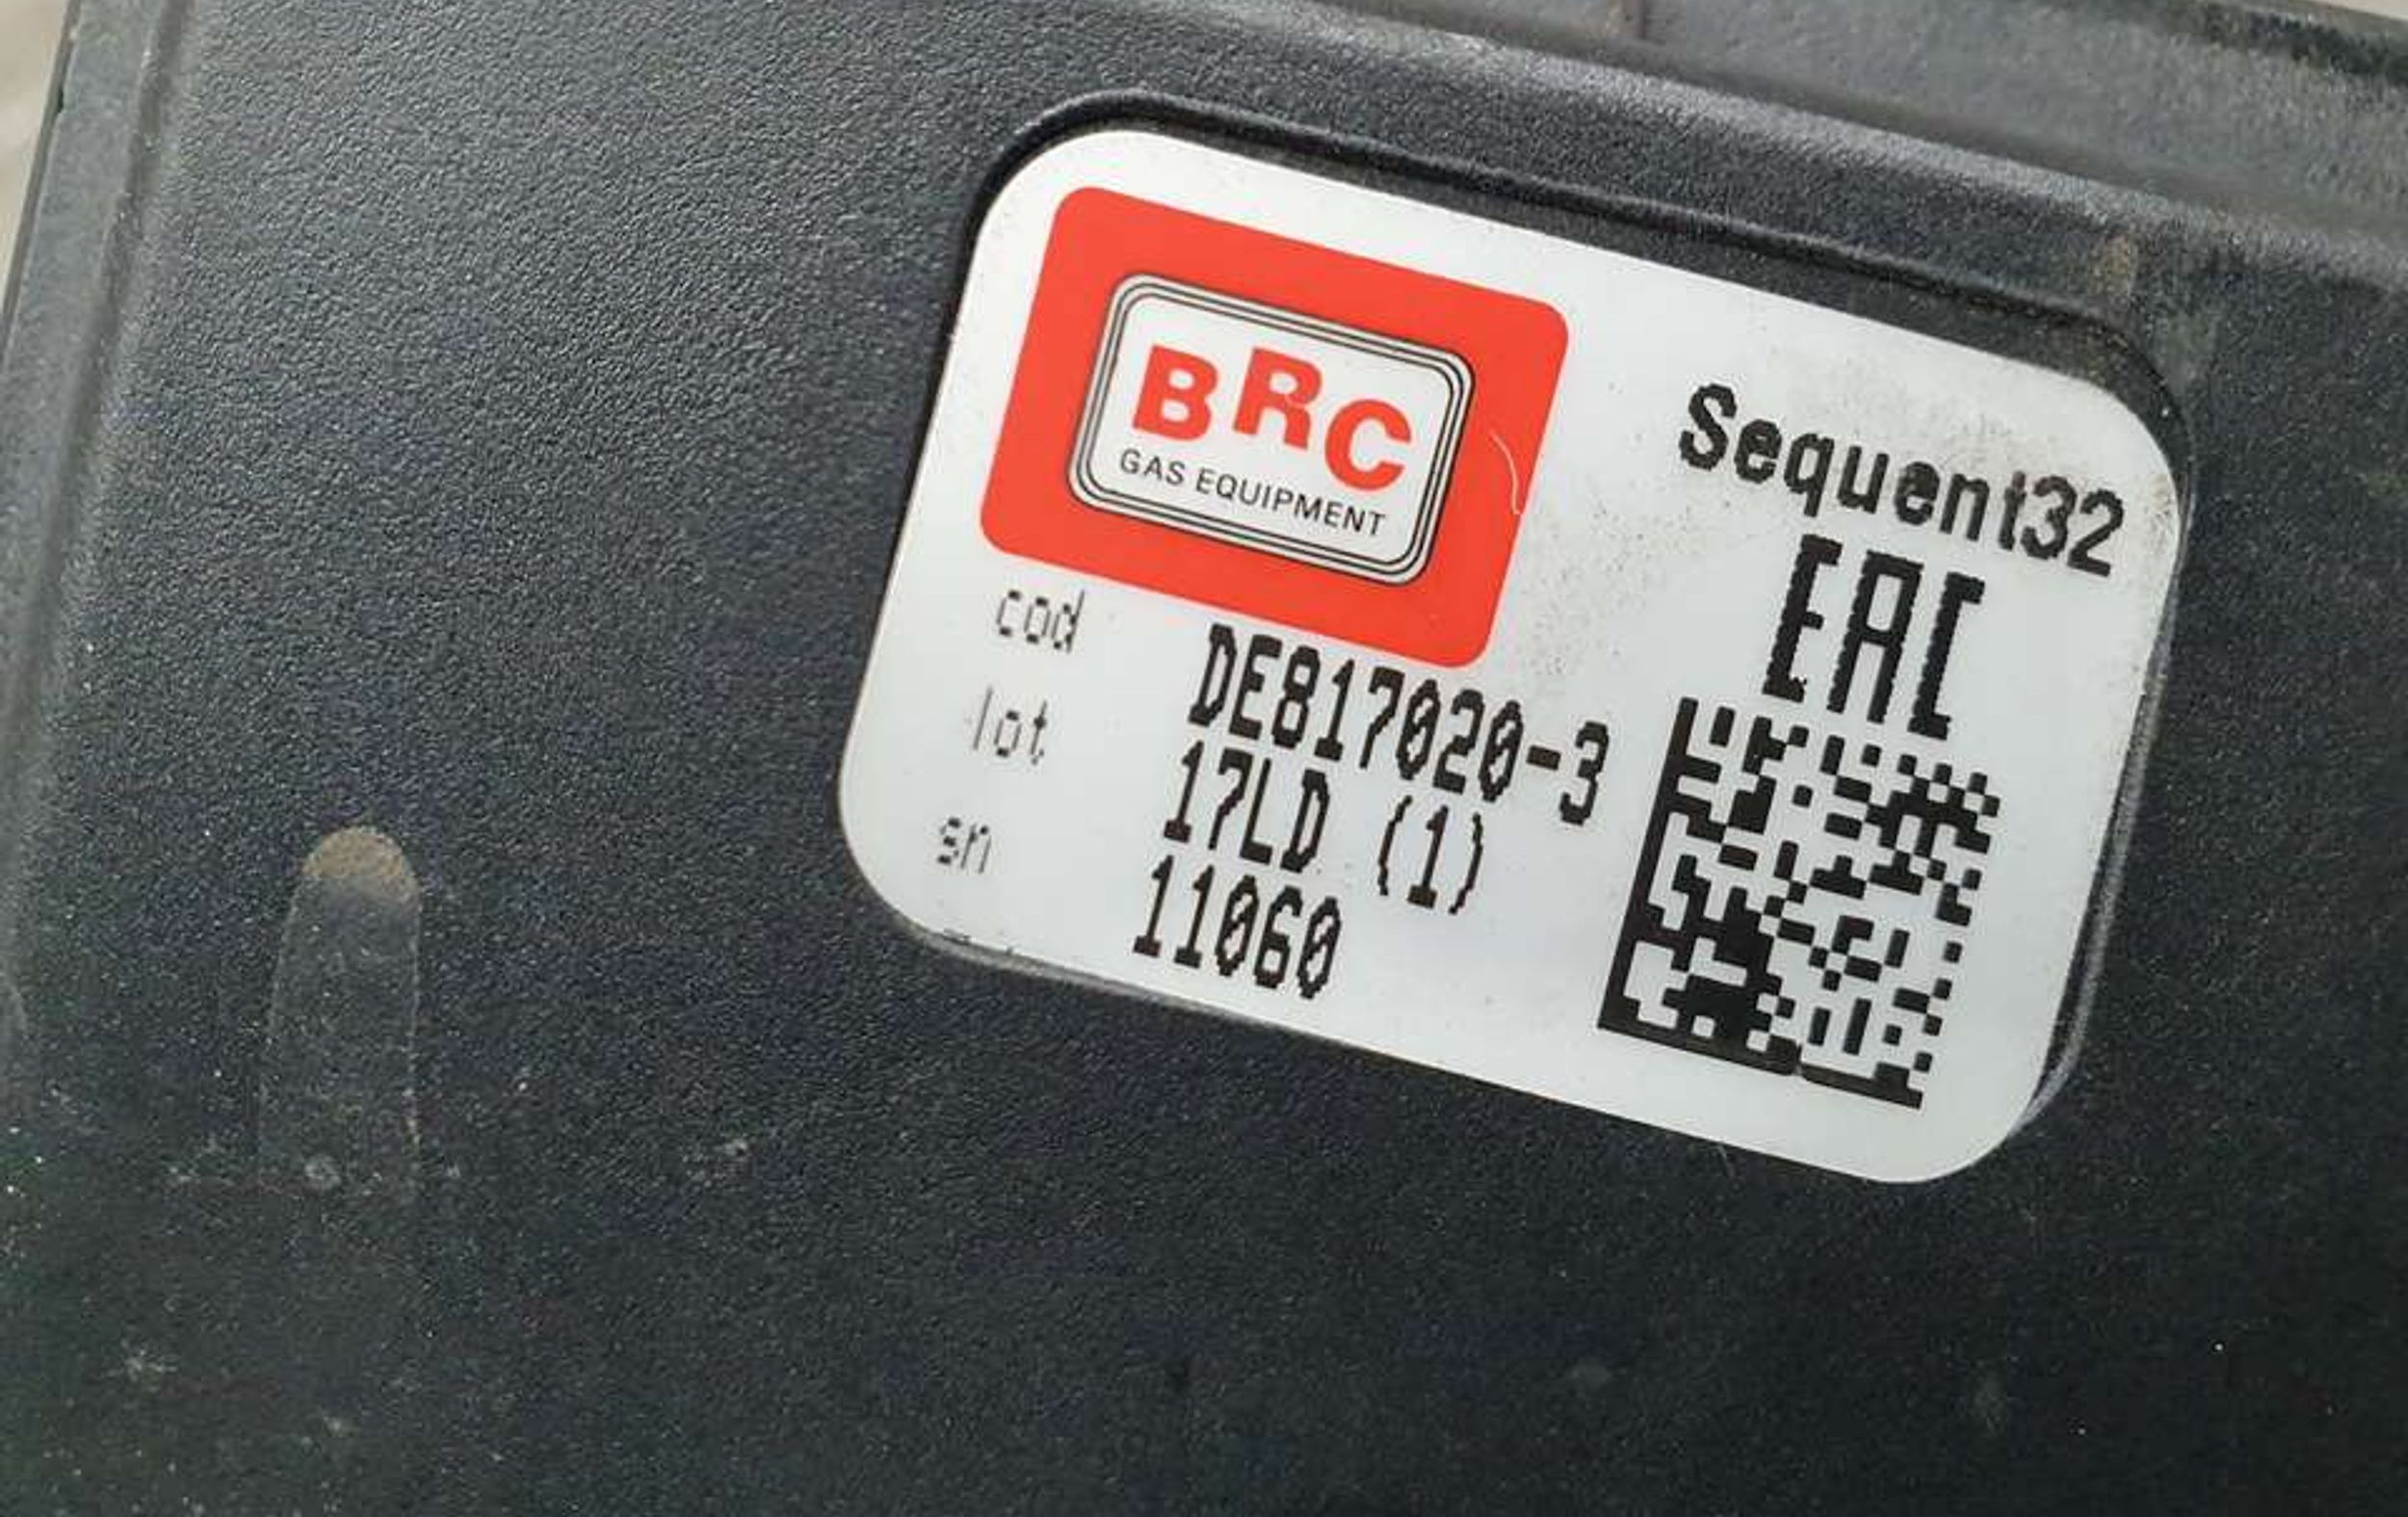 BRC
GAS EQUIPMENT
Sequent32
EAC
cod DE817020-3
lot 17LD (1)
sn 11060